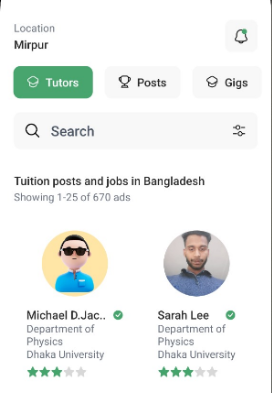 Location
Mirpur
Tutors
Posts
Gigs
Search
Tuition posts and jobs in Bangladesh
Showing 1-25 of 670 ads
Michael D.Jac..
Department of
Physics
Dhaka University
Sarah Lee
Department of
Physics
Dhaka University